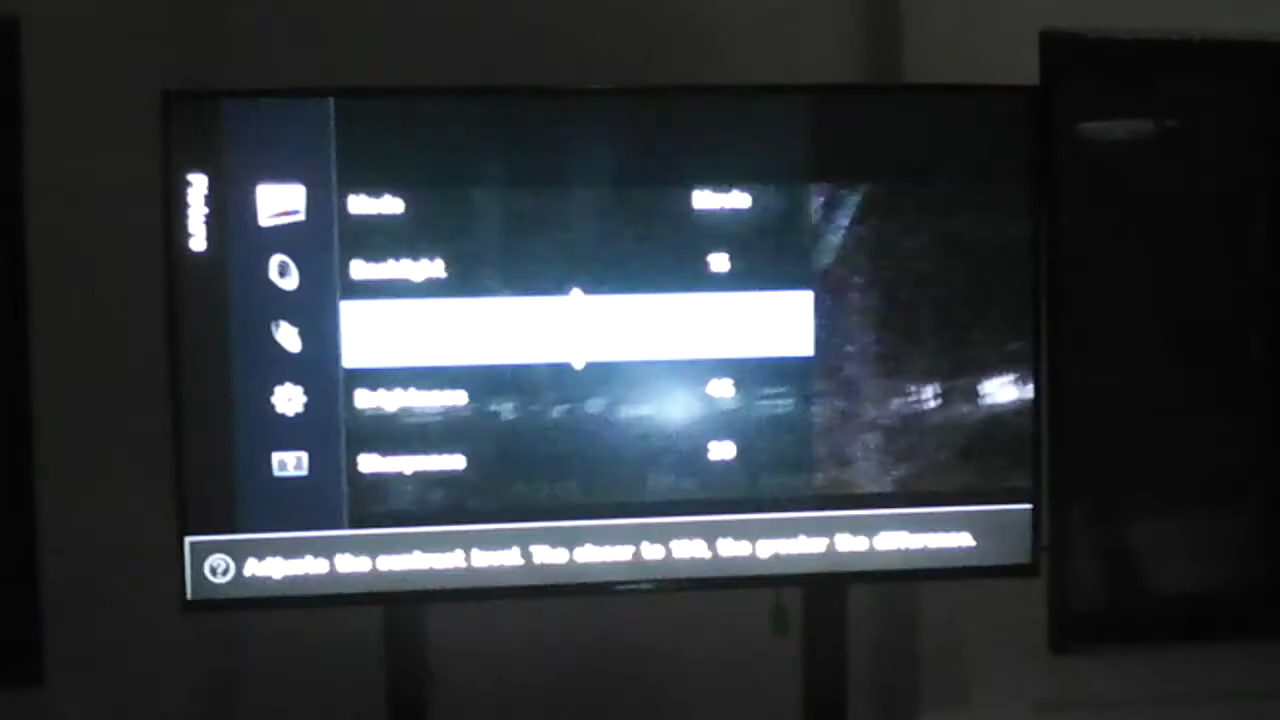 Picture
Mode Movie
Backlight 15
Brightness 45
Sharpness 20
Adjusts the contrast level. The closer to 100, the greater the difference.